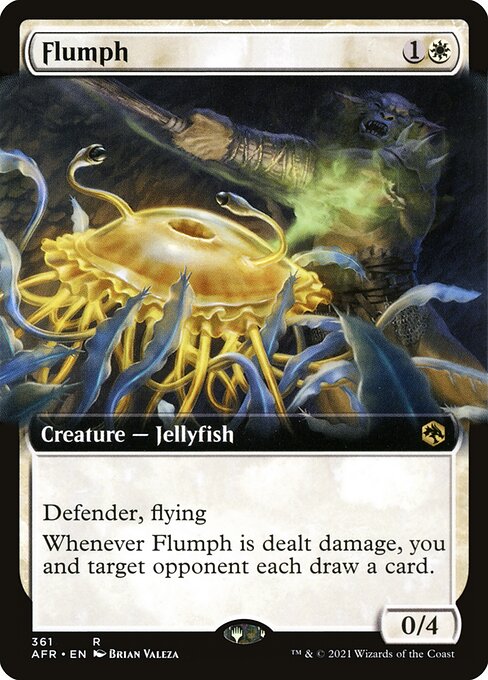 Flumph 1
Creature — Jellyfish
Defender, flying
Whenever Flumph is dealt damage, you
and target opponent each draw a card.
0/4
361 R
AFR • EN Brian Valeza
™ & © 2021 Wizards of the Coast